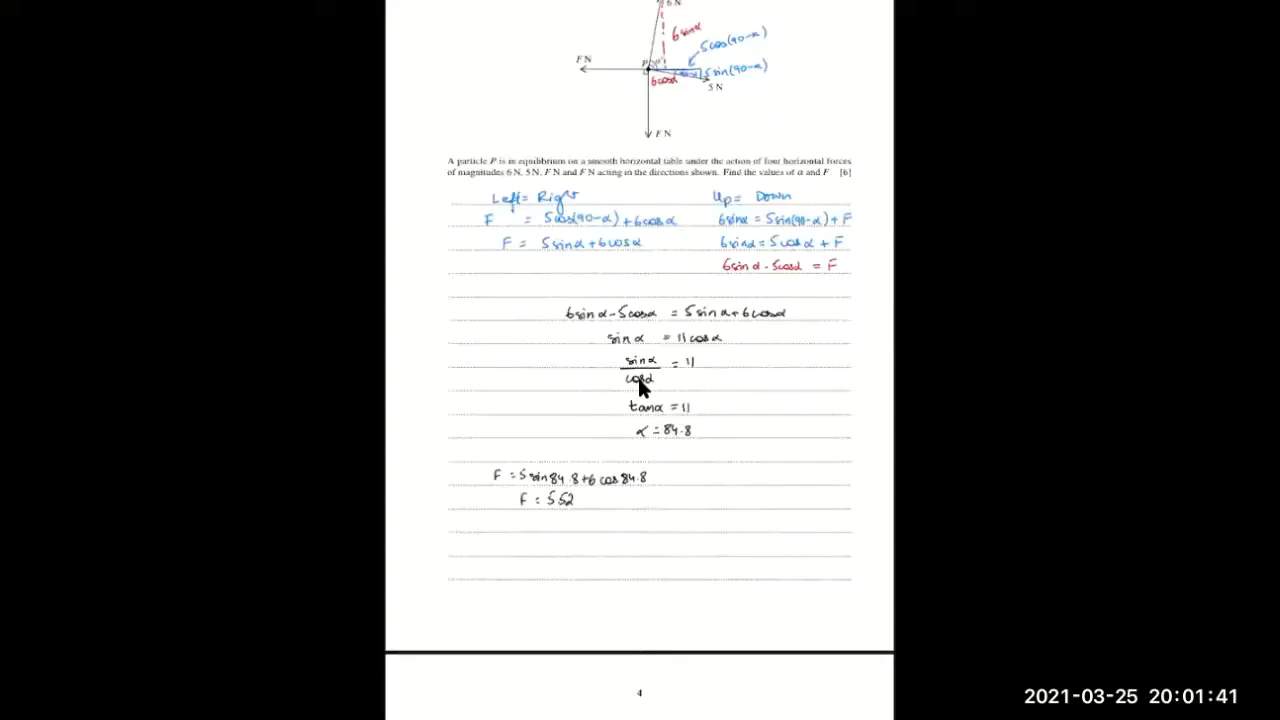 6 N
6sinα
5cos(90-α)
F N
P
α
5sin(90-α)
6cosα
5 N
F N
A particle P is in equilibrium on a smooth horizontal table under the action of four horizontal forces
of magnitudes 6 N, 5 N, F N and F N acting in the directions shown. Find the values of α and F. [6]
Left = Right Up = Down
F = 5cos(90-α)+6cosα 6sinα = 5sin(90-α)+F
F = 5sinα+6cosα 6sinα = 5cosα + F
6sinα - 5cosα = F
6sinα - 5cosα = 5sinα+6cosα
sinα = 11cosα
sinα = 11
cosα
tanα = 11
α = 84.8
F = 5sin84.8+6cos84.8
F = 5.52
4
2021-03-25 20:01:41